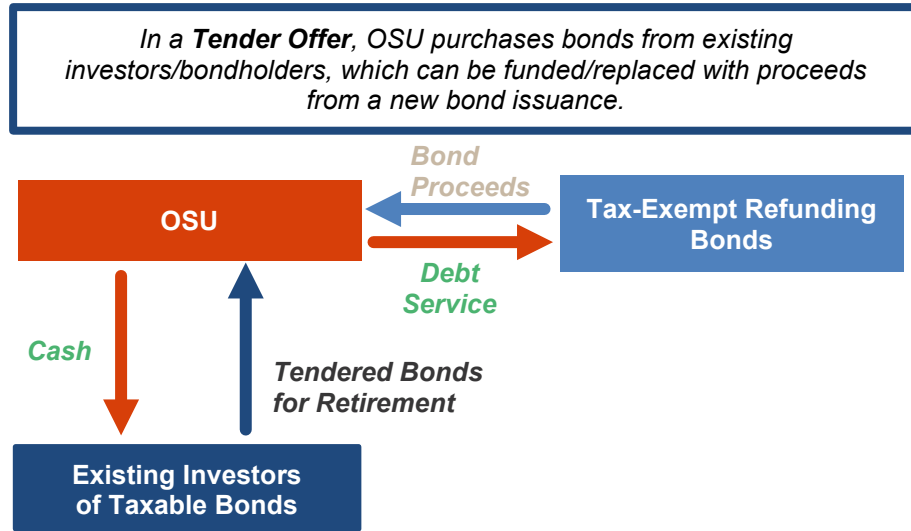 In a Tender Offer, OSU purchases bonds from existing
investors/bondholders, which can be funded/replaced with proceeds
from a new bond issuance.
Bond
Proceeds
OSU
Tax-Exempt Refunding
Bonds
Debt
Service
Cash
Tendered Bonds
for Retirement
Existing Investors
of Taxable Bonds